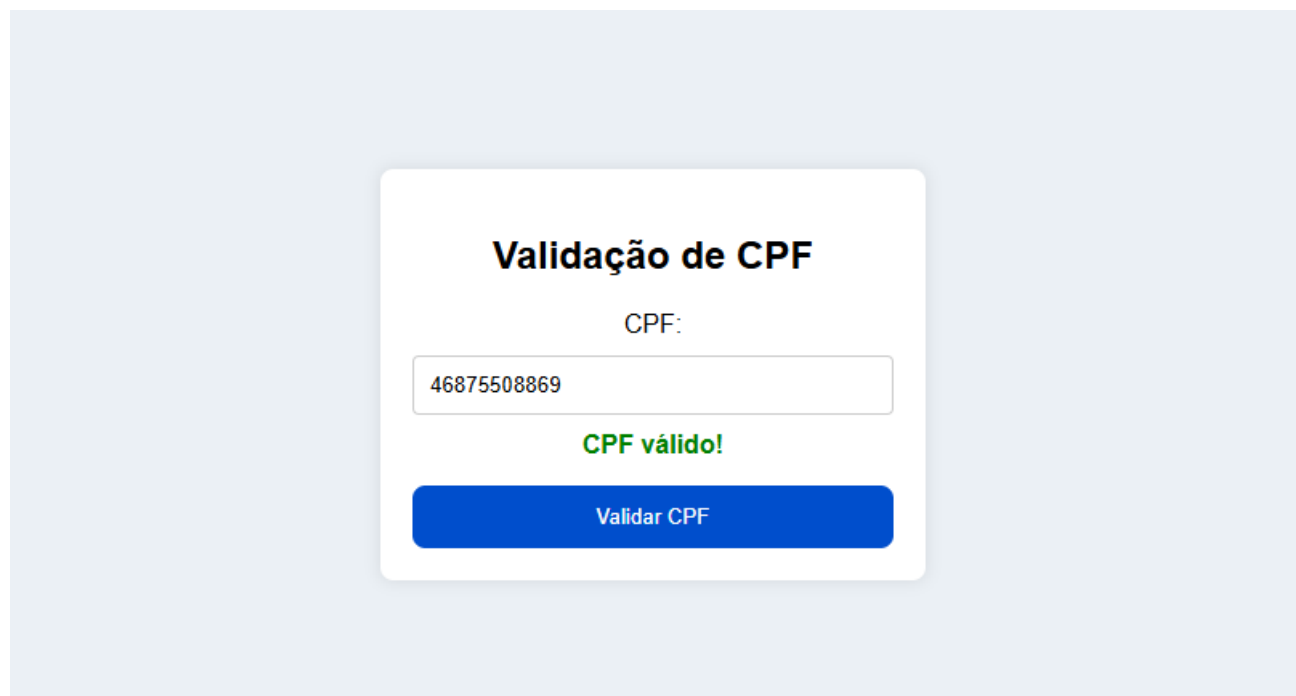 Validação de CPF
CPF:
46875508869
CPF válido!
Validar CPF